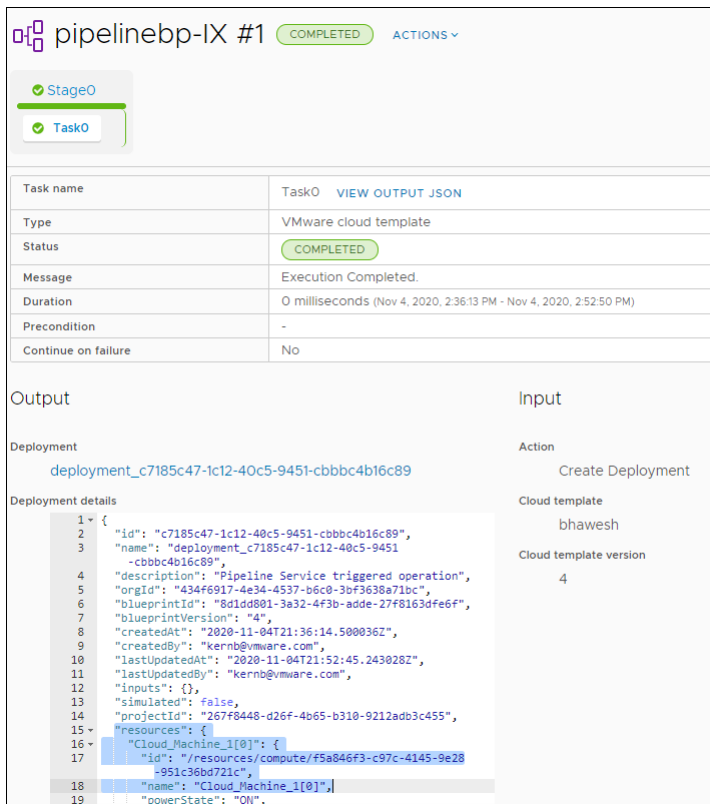 pipelinebp-IX #1 COMPLETED ACTIONS
Stage0
Task0
Task name Task0 VIEW OUTPUT JSON
Type VMware cloud template
Status COMPLETED
Message Execution Completed.
Duration 0 milliseconds (Nov 4, 2020, 2:36:13 PM - Nov 4, 2020, 2:52:50 PM)
Precondition -
Continue on failure No
Output
Deployment
deployment_c7185c47-1c12-40c5-9451-cbbbc4b16c89
Deployment details
1 {
2 "id": "c7185c47-1c12-40c5-9451-cbbbc4b16c89",
3 "name": "deployment_c7185c47-1c12-40c5-9451
-cbbbc4b16c89",
4 "description": "Pipeline Service triggered operation",
5 "orgId": "434f6917-4e34-4537-b6c0-3bf3638a71bc",
6 "blueprintId": "8d1dd801-3a32-4f3b-adde-27f8163dfe6f",
7 "blueprintVersion": "4",
8 "createdAt": "2020-11-04T21:36:14.500036Z",
9 "createdBy": "kernb@vmware.com",
10 "lastUpdatedAt": "2020-11-04T21:52:45.243028Z",
11 "lastUpdatedBy": "kernb@vmware.com",
12 "inputs": {},
13 "simulated": false,
14 "projectId": "267f8448-d26f-4b65-b310-9212adb3c455",
15 "resources": {
16 "Cloud_Machine_1[0]": {
17 "id": "/resources/compute/f5a846f3-c97c-4145-9e28
-951c36bd721c",
18 "name": "Cloud_Machine_1[0]",
19 "powerState": "ON",
Input
Action
Create Deployment
Cloud template
bhawesh
Cloud template version
4